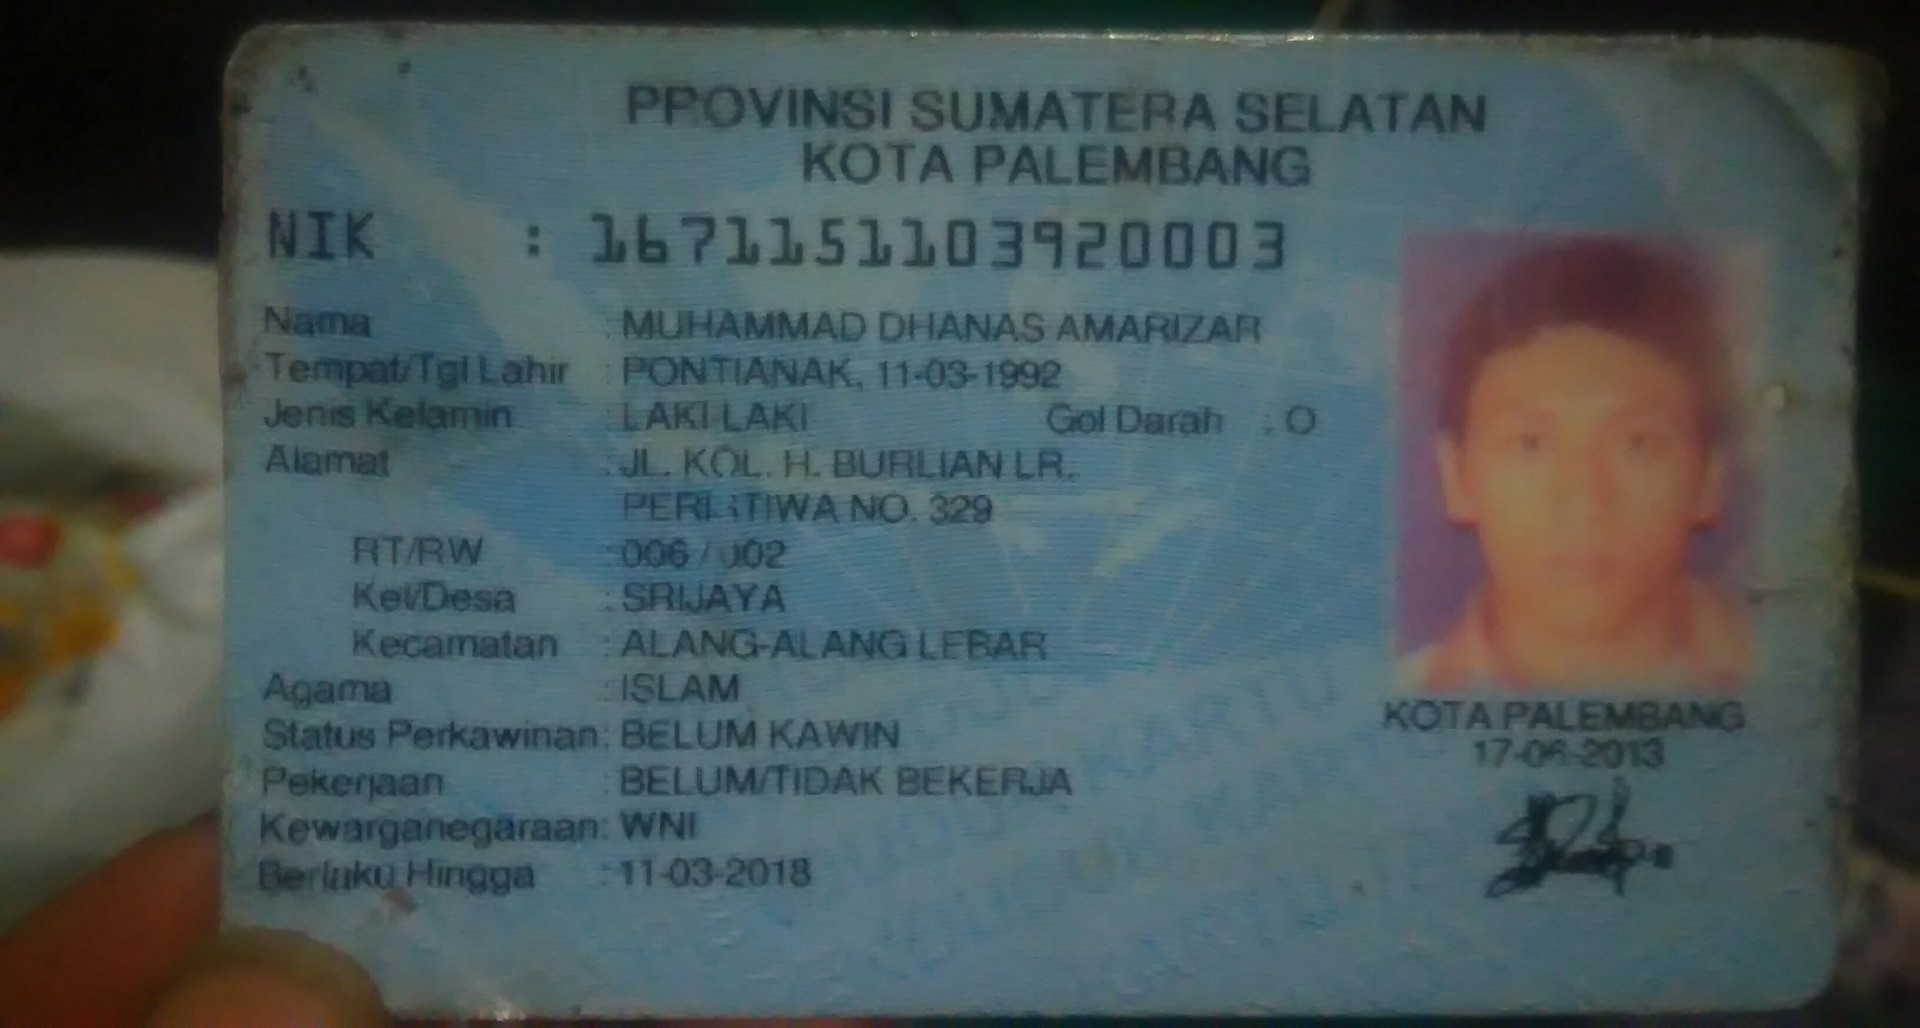 PROVINSI SUMATERA SELATAN
KOTA PALEMBANG
NIK : 1671151103920003
Nama : MUHAMMAD DHANAS AMARIZAR
Tempat/Tgl Lahir : PONTIANAK, 11-03-1992
Jenis Kelamin : LAKI-LAKI Gol Darah : O
Alamat : JL. KOL. H. BURLIAN LR.
NO. 329
RT/RW : 006 / 002
Kel/Desa : SRIJAYA
Kecamatan : ALANG-ALANG LEBAR
Agama : ISLAM
Status Perkawinan: BELUM KAWIN
Pekerjaan : BELUM/TIDAK BEKERJA
Kewarganegaraan: WNI
Berlaku Hingga : 11-03-2018
KOTA PALEMBANG
17-06-2013